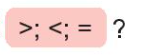 >; <; = ?